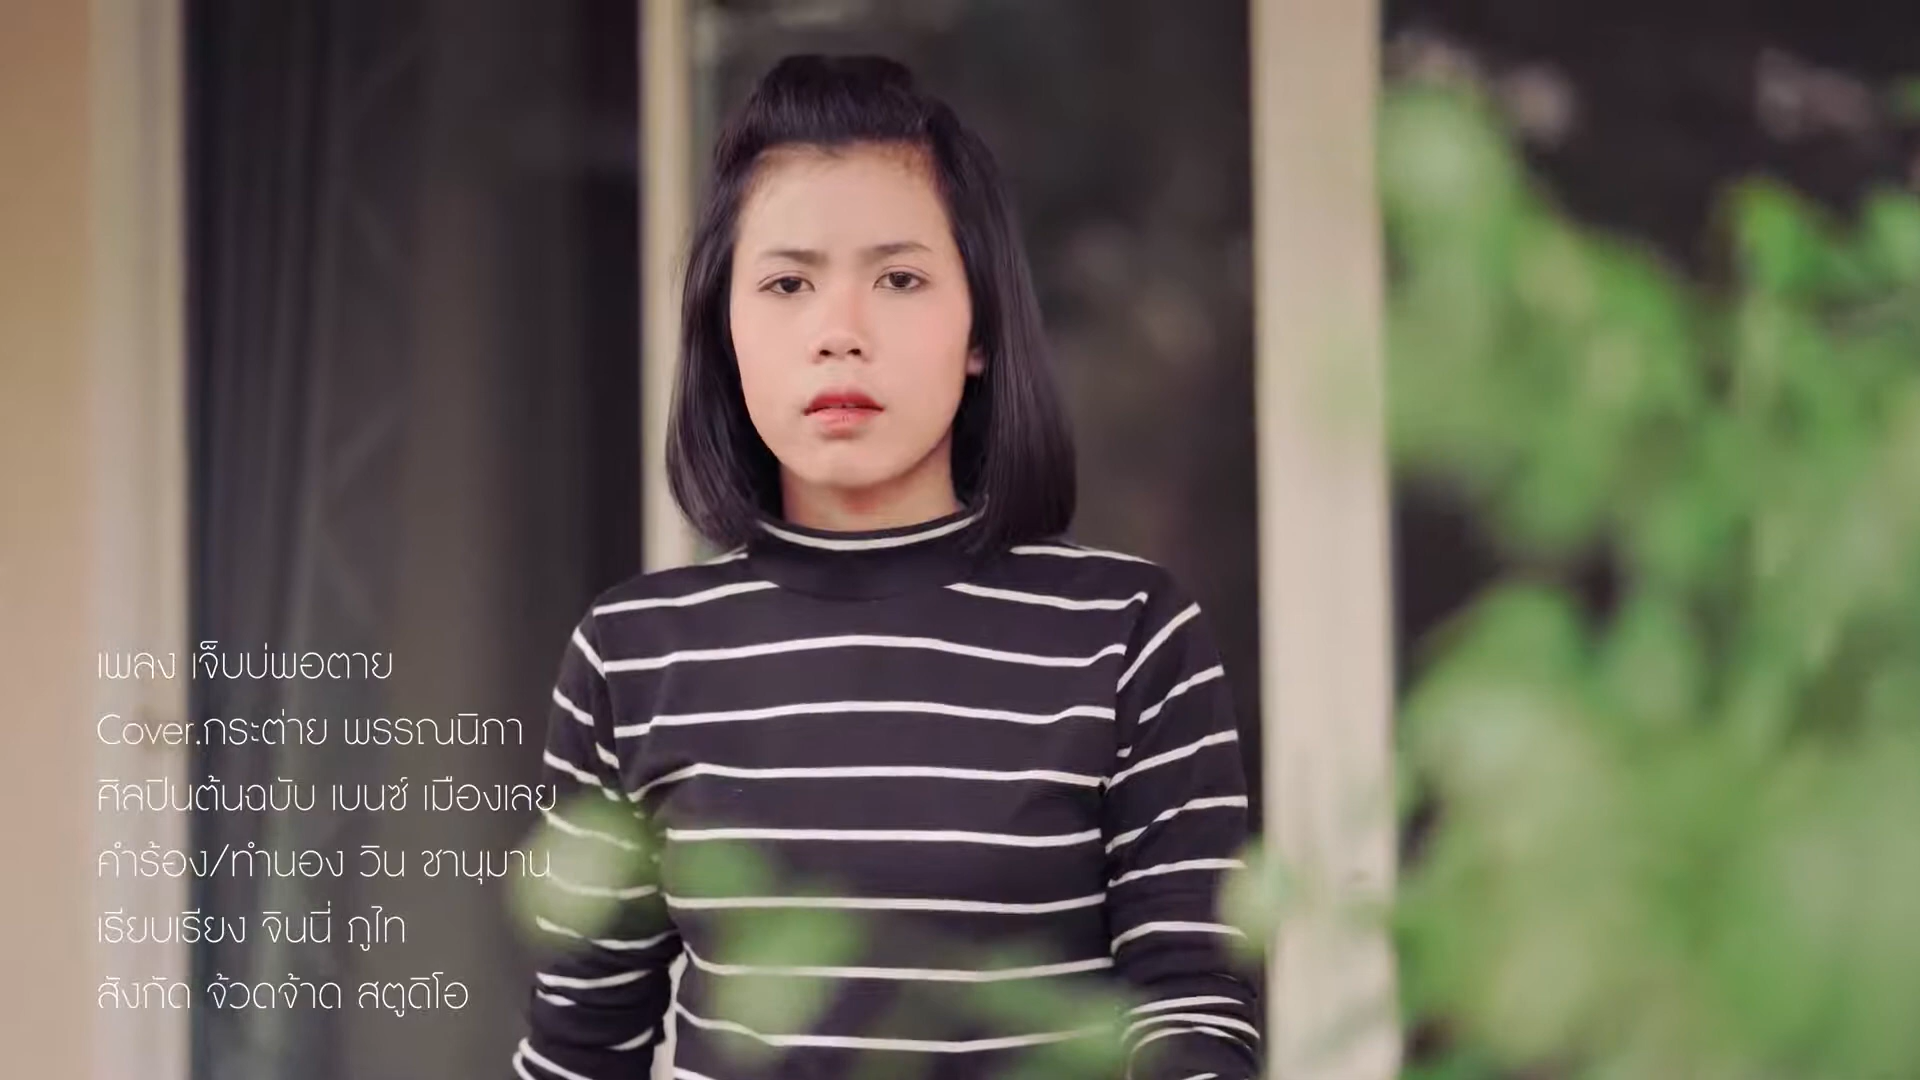 เพลง เจ็บบ่พอตาย
Cover.กระต่าย พรรณนิภา
ศิลปินต้นฉบับ เบนซ์ เมืองเลย
คำร้อง/ทำนอง วิน ชานุมาน
เรียบเรียง จินนี่ ภูไท
สังกัด จ้วดจ้าด สตูดิโอ